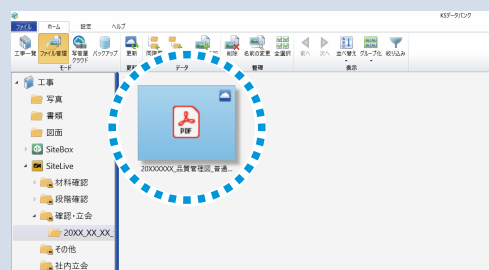 KSデータバンク
ファイル ホーム 設定 ヘルプ
工事一覧 ファイル管理 写管屋クラウド バックアップ 更新 削除 名前の変更 全選択 前へ 次へ 並べ替え グループ化 絞り込み
モード 更新 データ 整理 表示
工事
写真
書類
図面
SiteBox
SiteLive
材料確認
段階確認
確認・立会
20XX_XX_XX_
その他
社内立会
PDF
20XXXXXX_品質管理図_普通...